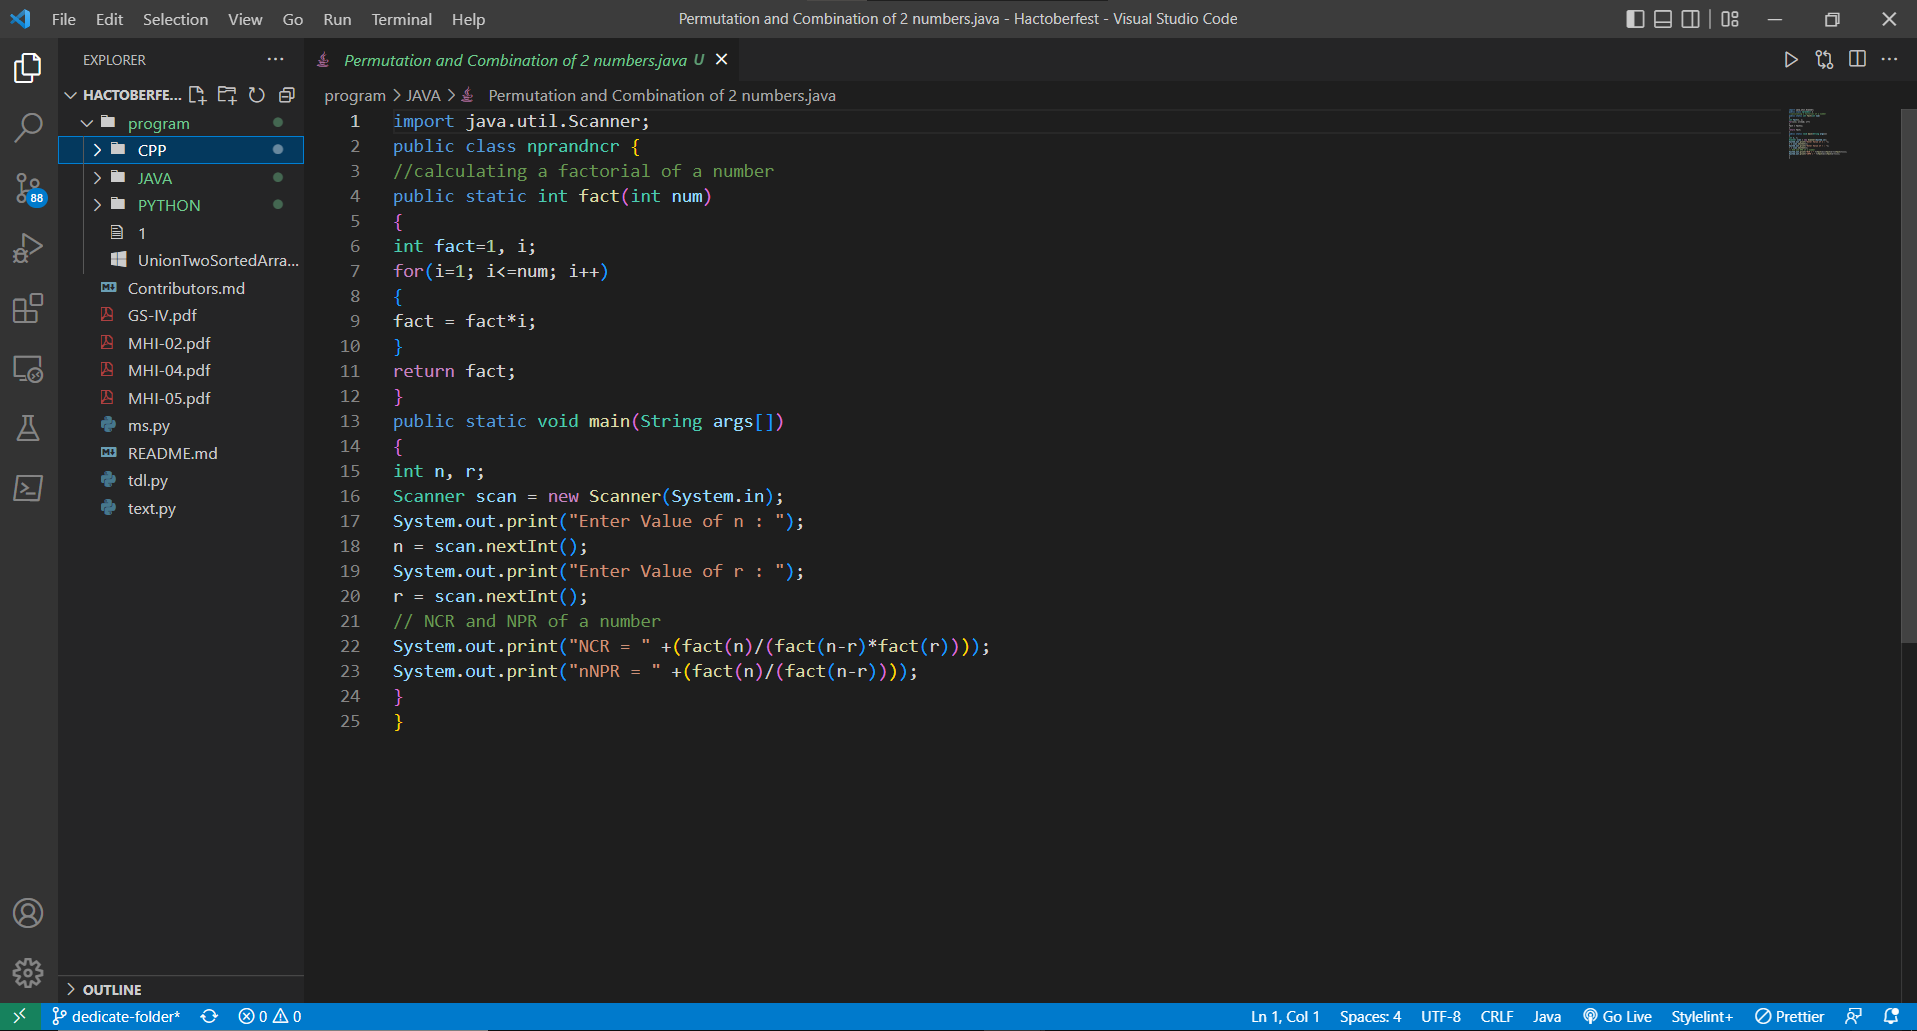 File Edit Selection View Go Run Terminal Help
Permutation and Combination of 2 numbers.java - Hactoberfest - Visual Studio Code
EXPLORER
HACTOBERFE...
program
CPP
JAVA
PYTHON
1
UnionTwoSortedArra...
Contributors.md
GS-IV.pdf
MHI-02.pdf
MHI-04.pdf
MHI-05.pdf
ms.py
README.md
tdl.py
text.py
OUTLINE
88
Permutation and Combination of 2 numbers.java U
program > JAVA > Permutation and Combination of 2 numbers.java
1 import java.util.Scanner;
2 public class nprandncr {
3 //calculating a factorial of a number
4 public static int fact(int num)
5 {
6 int fact=1, i;
7 for(i=1; i<=num; i++)
8 {
9 fact = fact*i;
10 }
11 return fact;
12 }
13 public static void main(String args[])
14 {
15 int n, r;
16 Scanner scan = new Scanner(System.in);
17 System.out.print("Enter Value of n : ");
18 n = scan.nextInt();
19 System.out.print("Enter Value of r : ");
20 r = scan.nextInt();
21 // NCR and NPR of a number
22 System.out.print("NCR = " +(fact(n)/(fact(n-r)*fact(r))));
23 System.out.print("nNPR = " +(fact(n)/(fact(n-r))));
24 }
25 }
dedicate-folder* 0 0
Ln 1, Col 1 Spaces: 4 UTF-8 CRLF Java Go Live Stylelint+ Prettier